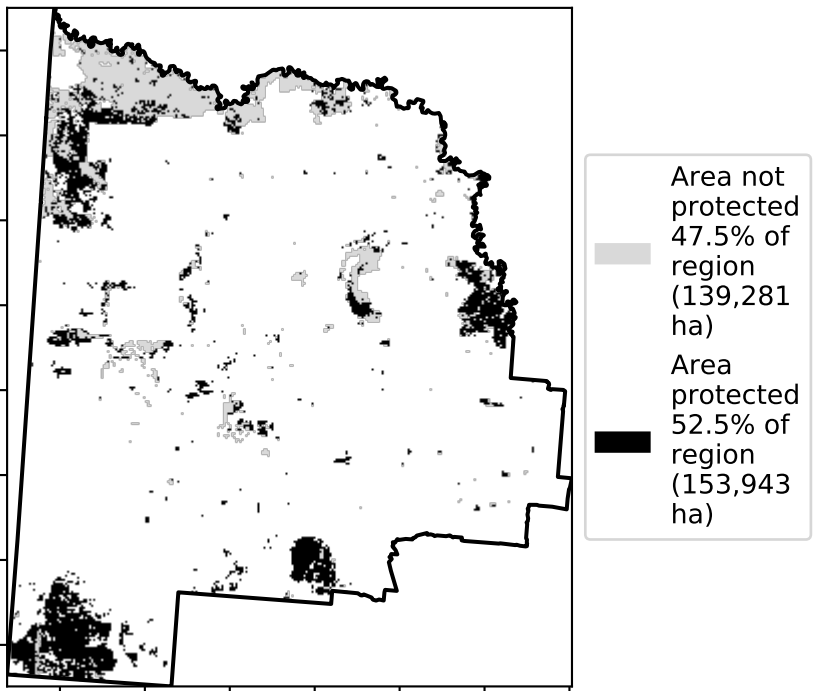 Area not
protected
47.5% of
region
(139,281
ha)
Area
protected
52.5% of
region
(153,943
ha)